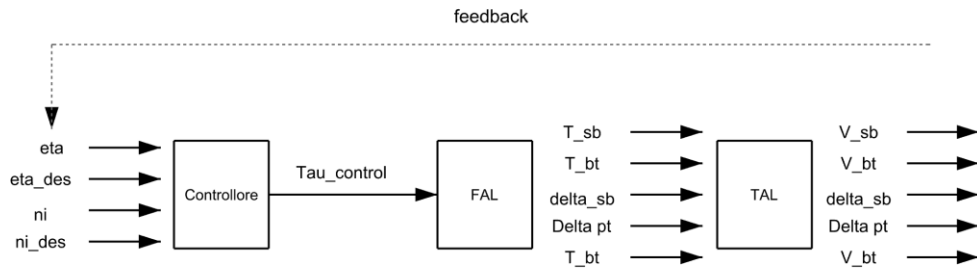 feedback
eta
eta_des
ni
ni_des
Controllore
Tau_control
FAL
T_sb
T_bt
delta_sb
Delta pt
T_bt
TAL
V_sb
V_bt
delta_sb
Delta pt
V_bt